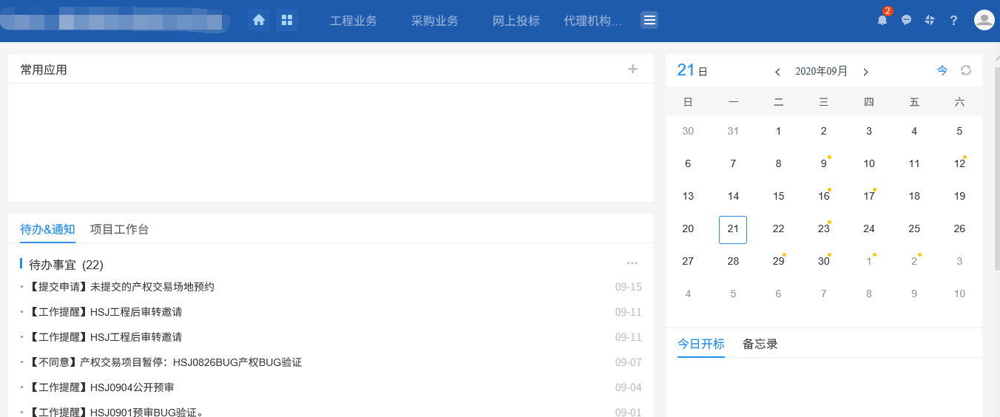 工程业务 采购业务 网上投标 代理机构... 2 ?
常用应用 +
21 日 < 2020年09月 > 今
日 一 二 三 四 五 六
30 31 1 2 3 4 5
6 7 8 9 10 11 12
13 14 15 16 17 18 19
20 21 22 23 24 25 26
27 28 29 30 1 2 3
4 5 6 7 8 9 10
待办&通知 项目工作台
待办事宜 (22) ...
【提交申请】未提交的产权交易场地预约 09-15
【工作提醒】HSJ工程后审转邀请 09-11
【工作提醒】HSJ工程后审转邀请 09-11
【不同意】产权交易项目暂停：HSJ0826BUG产权BUG验证 09-07
【工作提醒】HSJ0904公开预审 09-04
【工作提醒】HSJ0901预审BUG验证。 09-01
今日开标 备忘录